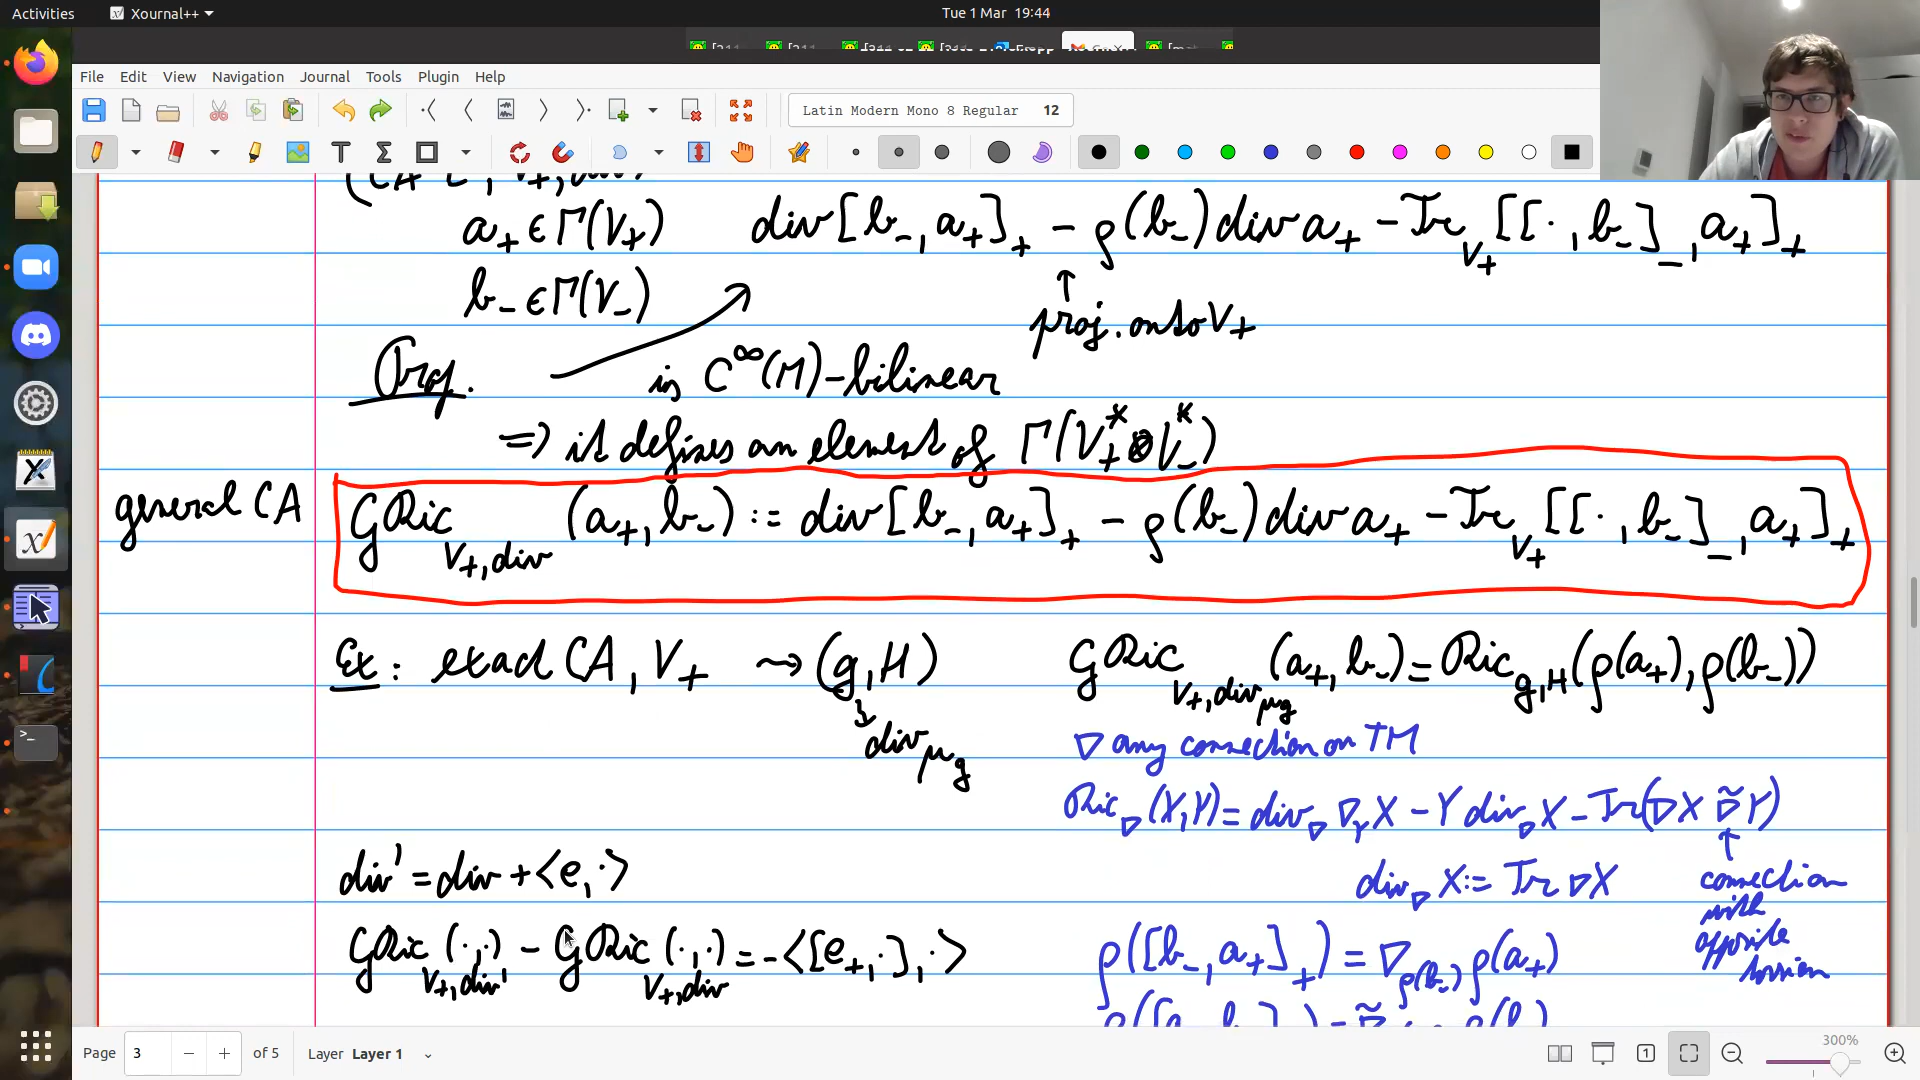 Activities Xournal++ Tue 1 Mar 19:44
File Edit View Navigation Journal Tools Plugin Help
Latin Modern Mono 8 Regular 12
a₊ ∈ Γ(V₊) div[b₋, a₊]₊ − ρ(b₋) div a₊ − Tr_{V₊} [[·, b₋]₋, a₊]₊
b₋ ∈ Γ(V₋) ↑
proj. onto V₊
Prop. is C^∞(M)-bilinear
⇒ it defines an element of Γ(V₊* ⊗ V₋*)
general CA GRic_{V₊,div} (a₊, b₋) := div[b₋, a₊]₊ − ρ(b₋) div a₊ − Tr_{V₊} [[·, b₋]₋, a₊]₊
Ex: exact CA, V₊ ⇝ (g, H) GRic_{V₊,div_{μg}} (a₊, b₋) = Ric_{g,H}(ρ(a₊), ρ(b₋))
div_{μg} ∇ any connection on TM
Ric_∇(X,Y) = div_∇ ∇_Y X − Y div_∇ X − Tr(∇X ∇̃Y)
↑
div' = div + ⟨e, ·⟩ div_∇ X := Tr ∇X connection
with
opposite
torsion
GRic_{V₊,div'} (·,·) − GRic_{V₊,div} (·,·) = −⟨[e₊, ·], ·⟩ ρ([b₋, a₊]₊) = ∇_{ρ(b₋)} ρ(a₊)
Page 3 − + of 5 Layer Layer 1 300%